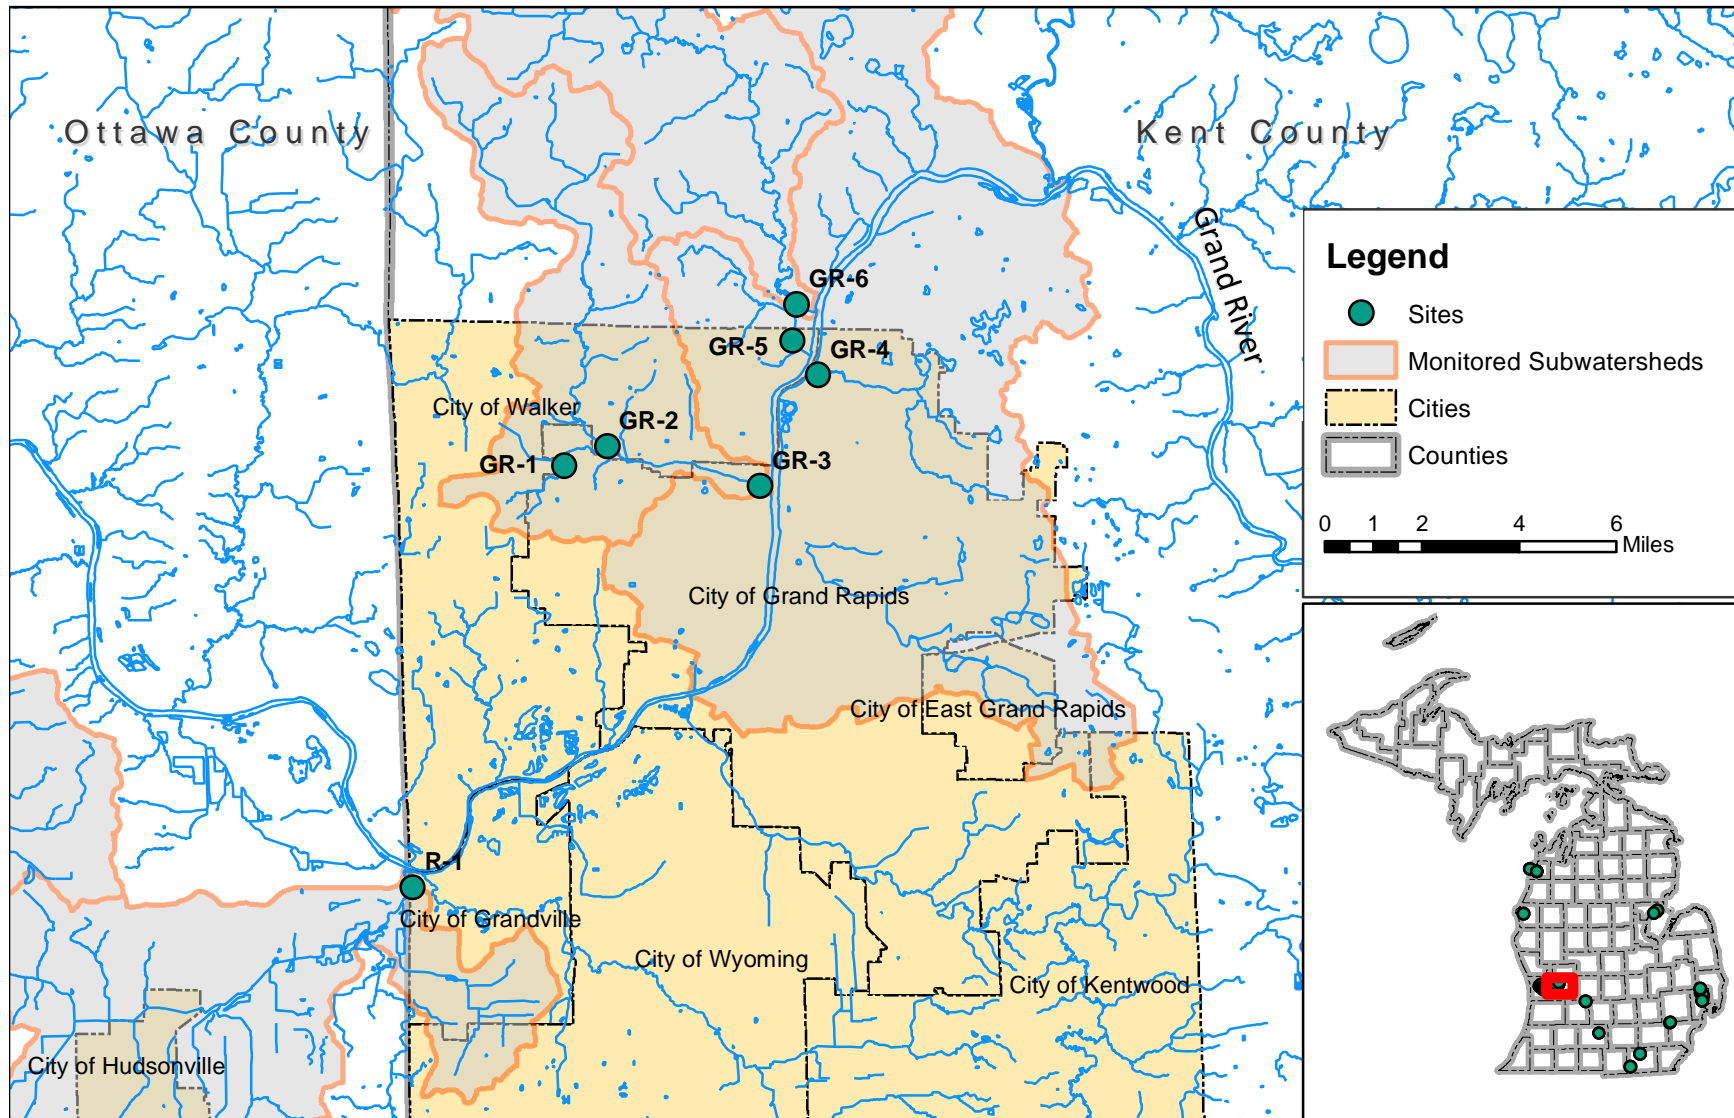 Ottawa County
Kent County
Grand River
Legend
Sites
Monitored Subwatersheds
Cities
Counties
0 1 2 4 6
Miles
GR-6
GR-5
GR-4
City of Walker
GR-2
GR-1
GR-3
City of Grand Rapids
City of East Grand Rapids
R-1
City of Grandville
City of Wyoming
City of Kentwood
City of Hudsonville